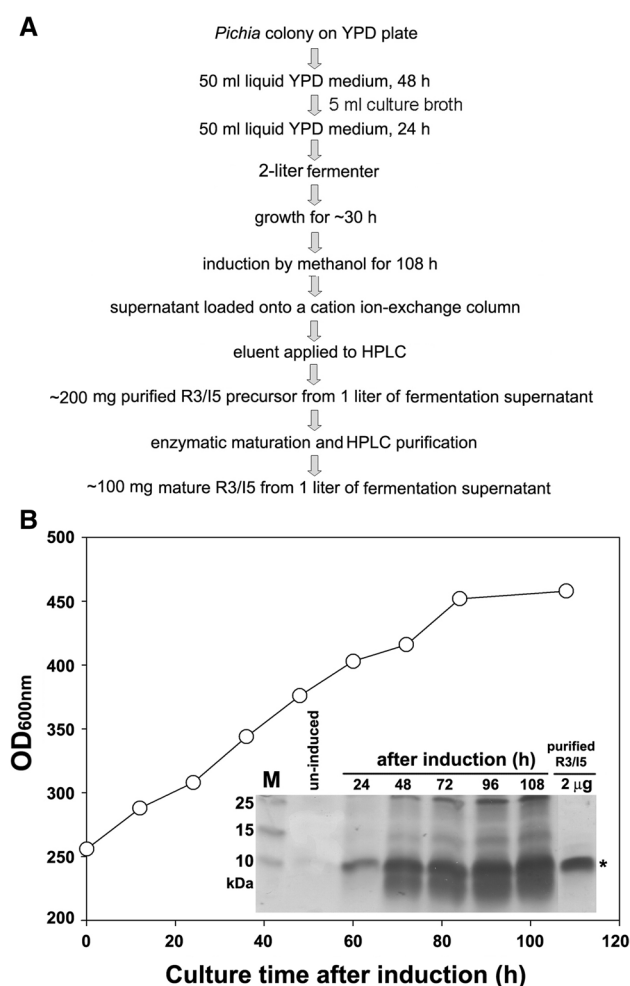 A
Pichia colony on YPD plate
50 ml liquid YPD medium, 48 h
5 ml culture broth
50 ml liquid YPD medium, 24 h
2-liter fermenter
growth for ~30 h
induction by methanol for 108 h
supernatant loaded onto a cation ion-exchange column
eluent applied to HPLC
~200 mg purified R3/I5 precursor from 1 liter of fermentation supernatant
enzymatic maturation and HPLC purification
~100 mg mature R3/I5 from 1 liter of fermentation supernatant
B
500
450
400
350
300
250
200
OD600nm
0
20
40
60
80
100
120
Culture time after induction (h)
M
un-induced
after induction (h)
24 48 72 96 108
purified
R3/I5
2 μg
25
15
10
kDa
*